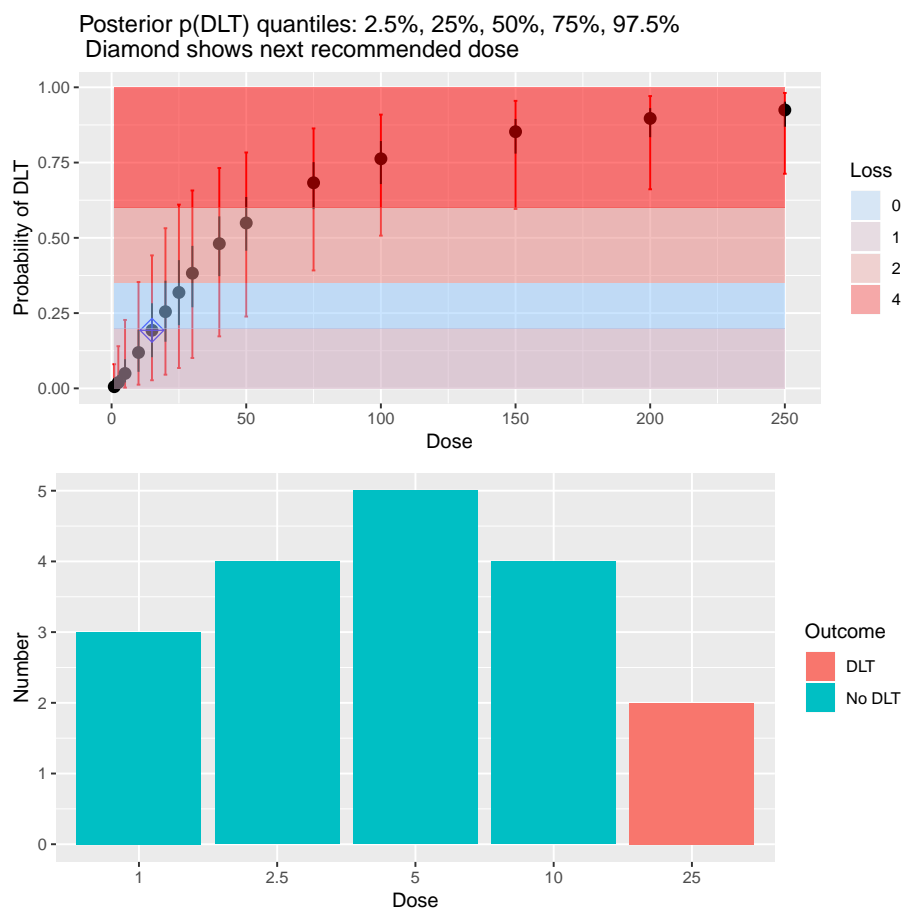 Posterior p(DLT) quantiles: 2.5%, 25%, 50%, 75%, 97.5%
Diamond shows next recommended dose
Probability of DLT
1.00
0.75
0.50
0.25
0.00
0 50 100 150 200 250
Dose
Loss
0
1
2
4
Number
5
4
3
2
1
0
1 2.5 5 10 25
Dose
Outcome
DLT
No DLT